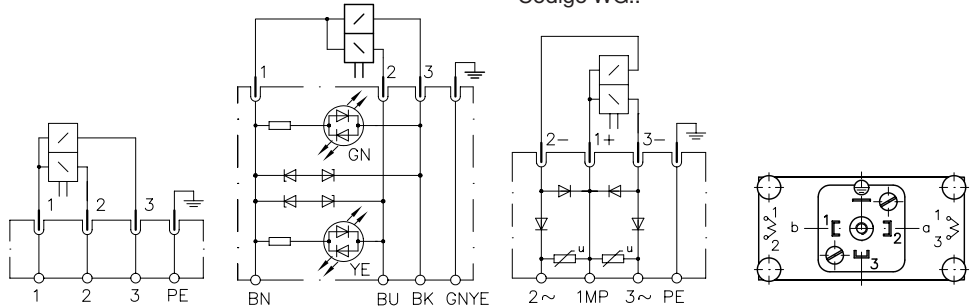 Código WG..
1 2 3
1 2 3 PE
1 2 3
GN
YE
BN BU BK GNYE
2- 1+ 3-
u u
2~ 1MP 3~ PE
1 2
b 1 2 a
3
1 3